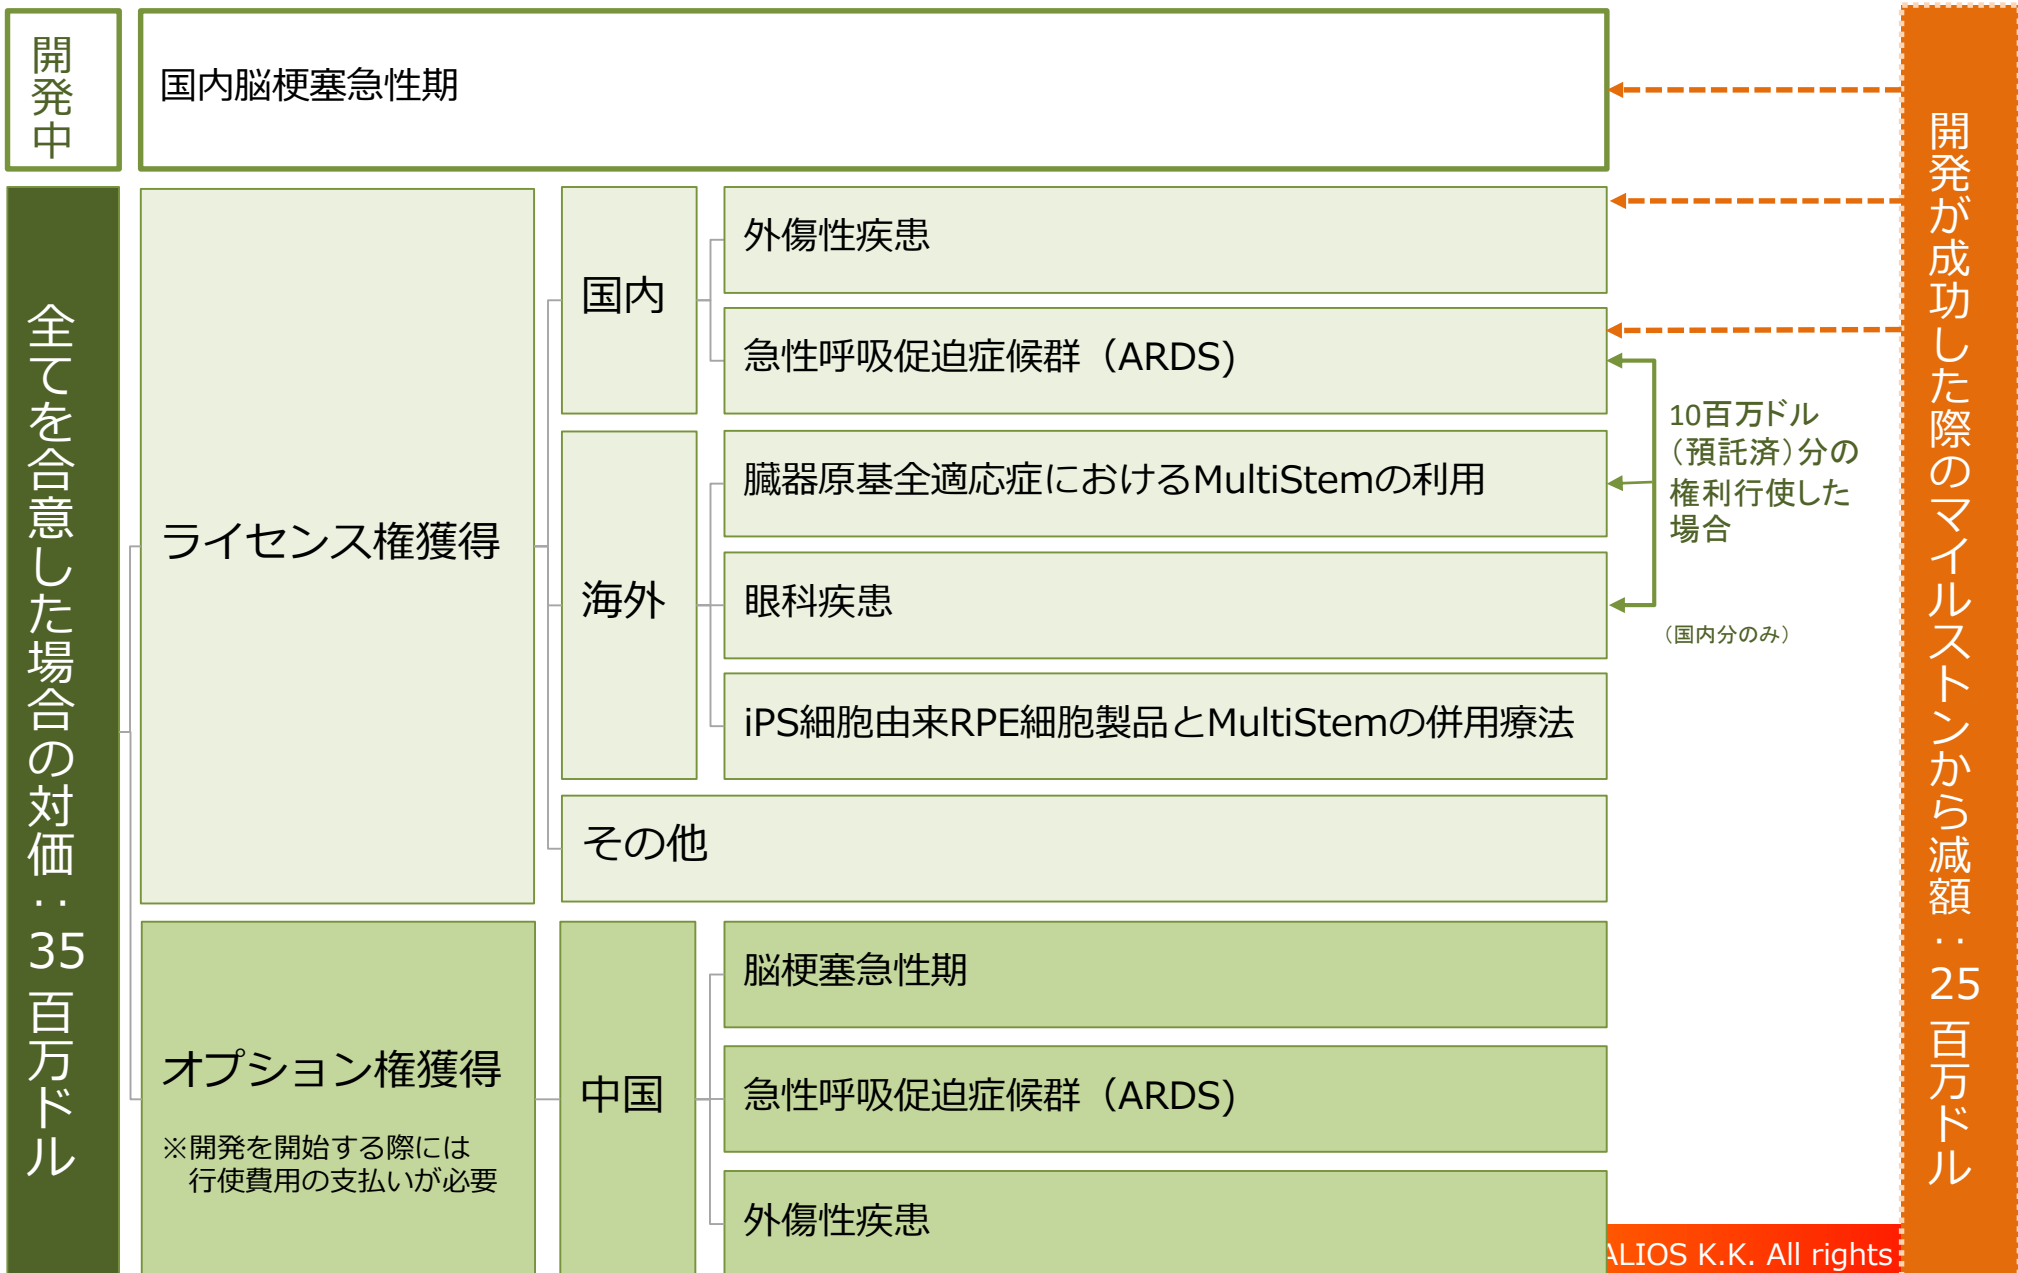 開発中
国内脳梗塞急性期
全てを合意した場合の対価：35百万ドル
ライセンス権獲得
国内
外傷性疾患
急性呼吸促迫症候群（ARDS)
海外
臓器原基全適応症におけるMultiStemの利用
眼科疾患
iPS細胞由来RPE細胞製品とMultiStemの併用療法
その他
オプション権獲得
※開発を開始する際には
行使費用の支払いが必要
中国
脳梗塞急性期
急性呼吸促迫症候群（ARDS)
外傷性疾患
10百万ドル
（預託済）分の
権利行使した
場合
（国内分のみ）
開発が成功した際のマイルストンから減額：25百万ドル
ALIOS K.K. All rights